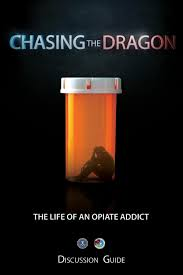 CHASING THE DRAGON
THE LIFE OF AN OPIATE ADDICT
DISCUSSION GUIDE